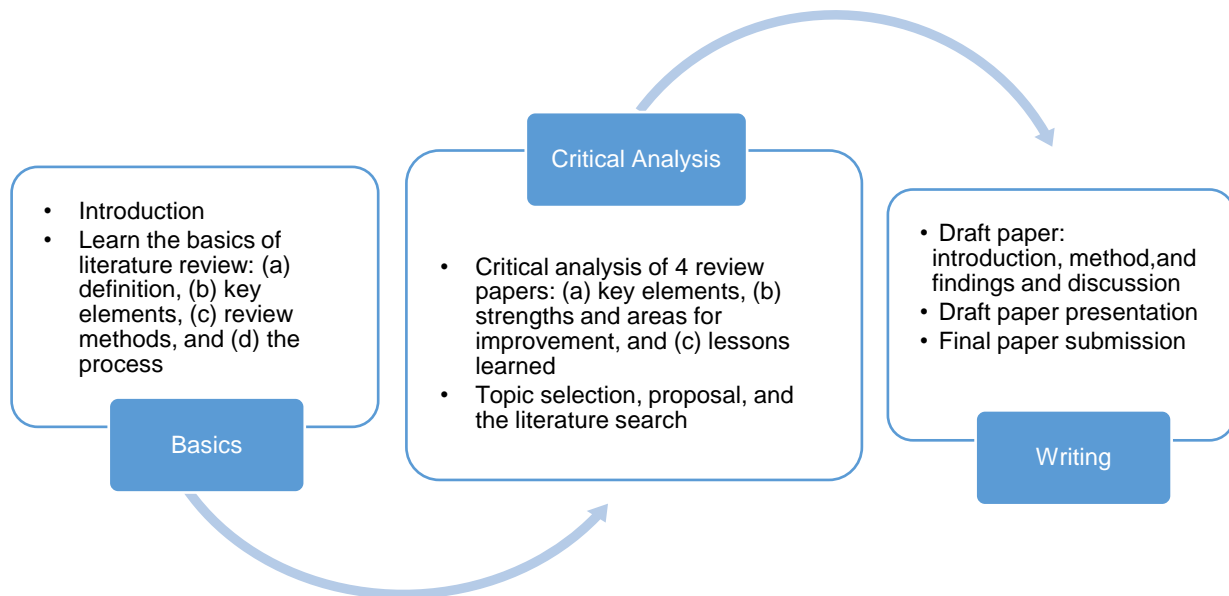 • Introduction
• Learn the basics of
literature review: (a)
definition, (b) key
elements, (c) review
methods, and (d) the
process
Basics
Critical Analysis
• Critical analysis of 4 review
papers: (a) key elements, (b)
strengths and areas for
improvement, and (c) lessons
learned
• Topic selection, proposal, and
the literature search
• Draft paper:
introduction, method,and
findings and discussion
• Draft paper presentation
• Final paper submission
Writing